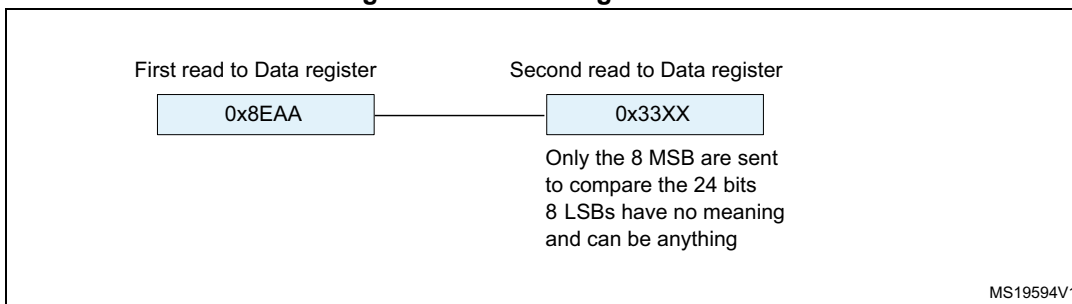 First read to Data register
Second read to Data register
0x8EAA
0x33XX
Only the 8 MSB are sent
to compare the 24 bits
8 LSBs have no meaning
and can be anything
MS19594V1